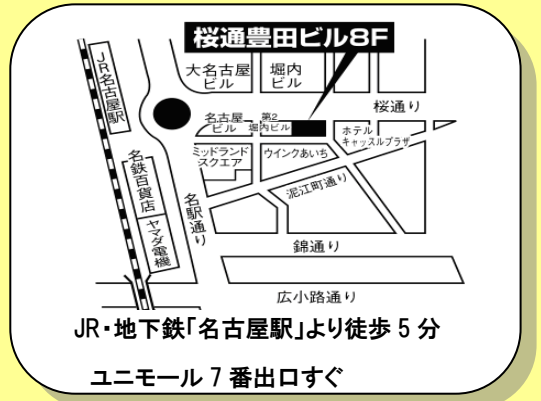 桜通豊田ビル8F
JR名古屋駅
大名古屋
ビル
堀内
ビル
桜通り
名古屋
ビル
第2
堀内ビル
ホテル
キャッスルプラザ
ミッドランド
スクエア
ウインクあいち
名鉄百貨店
ヤマダ電機
名駅通り
泥江町通り
錦通り
広小路通り
JR・地下鉄「名古屋駅」より徒歩 5 分
ユニモール 7 番出口すぐ